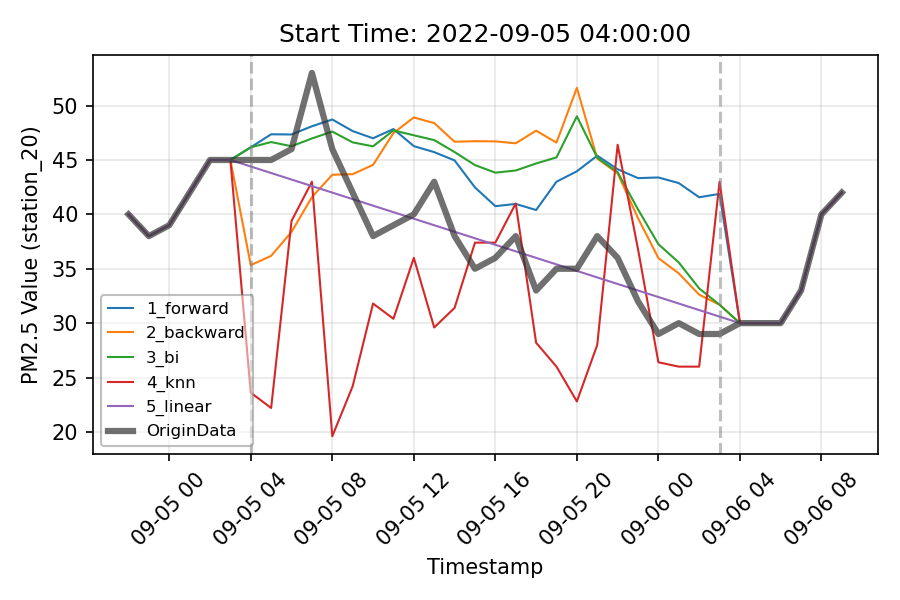 Start Time: 2022-09-05 04:00:00
PM2.5 Value (station_20)
50
45
40
35
30
25
20
1_forward
2_backward
3_bi
4_knn
5_linear
OriginData
09-05 00
09-05 04
09-05 08
09-05 12
09-05 16
09-05 20
09-06 00
09-06 04
09-06 08
Timestamp